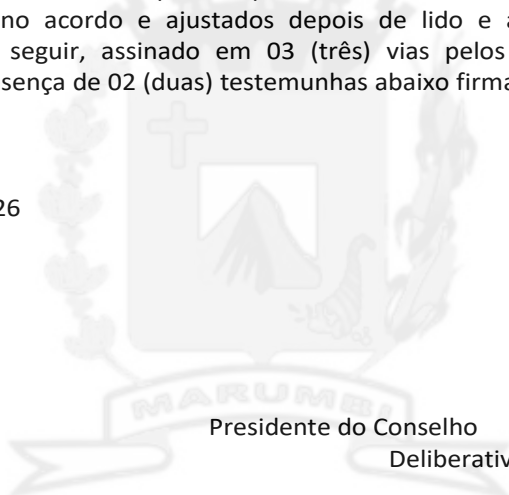 no acordo e ajustados depois de lido e a
seguir, assinado em 03 (três) vias pelos
sença de 02 (duas) testemunhas abaixo firma
26
MARUMBI
Presidente do Conselho
Deliberativ